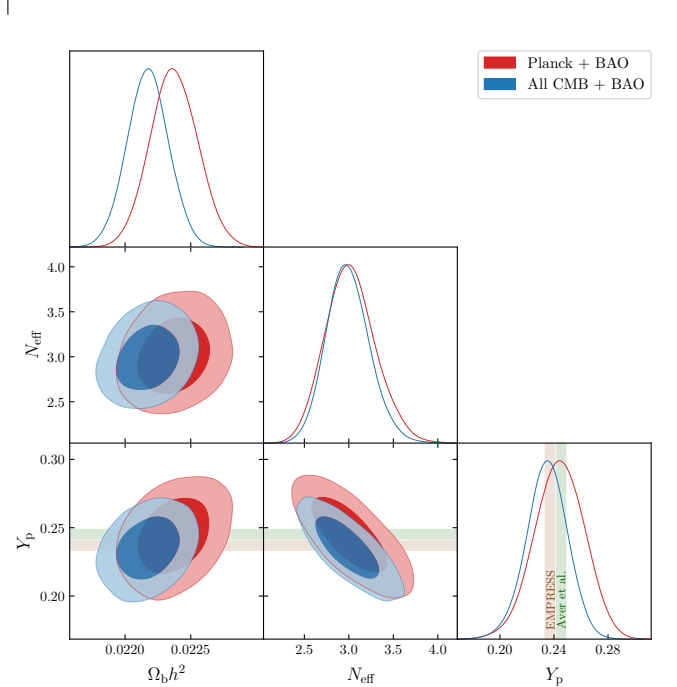 Planck + BAO
All CMB + BAO
4.0
3.5
3.0
2.5
N_eff
0.30
0.25
0.20
Y_p
EMPRESS
Aver et al.
0.0220 0.0225 2.5 3.0 3.5 4.0 0.20 0.24 0.28
Ω_b h² N_eff Y_p